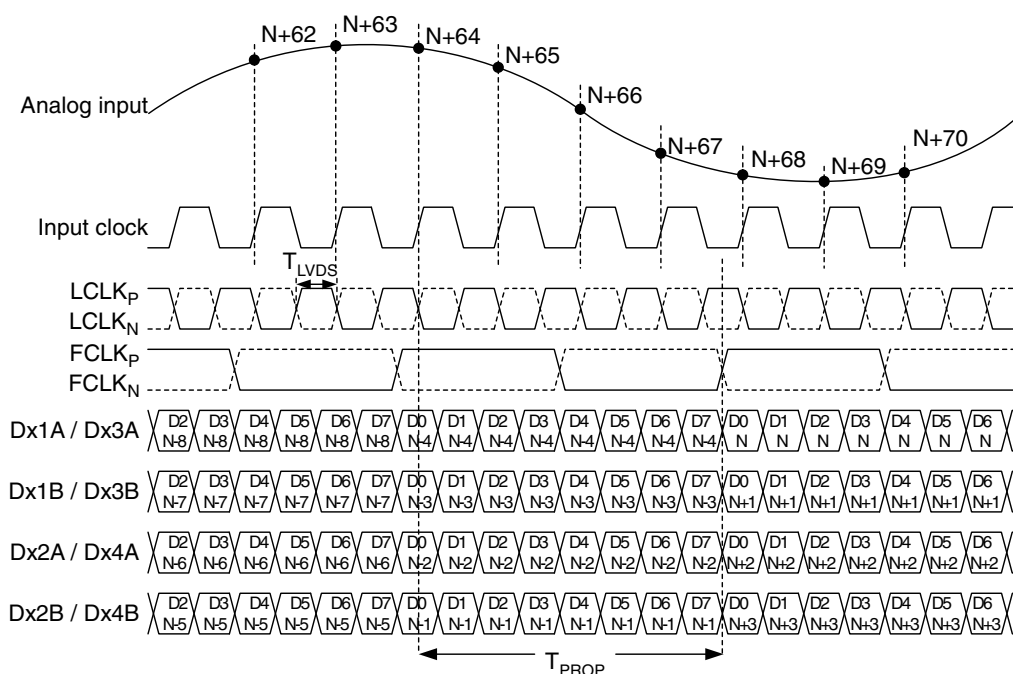 N+62 N+63 N+64 N+65 N+66 N+67 N+68 N+69 N+70
Analog input
Input clock
T_LVDS
LCLK_P
LCLK_N
FCLK_P
FCLK_N
Dx1A / Dx3A
D2 D3 D4 D5 D6 D7 D0 D1 D2 D3 D4 D5 D6 D7 D0 D1 D2 D3 D4 D5 D6
N-8 N-8 N-8 N-8 N-8 N-8 N-4 N-4 N-4 N-4 N-4 N-4 N-4 N-4 N N N N N N N
Dx1B / Dx3B
D2 D3 D4 D5 D6 D7 D0 D1 D2 D3 D4 D5 D6 D7 D0 D1 D2 D3 D4 D5 D6
N-7 N-7 N-7 N-7 N-7 N-7 N-3 N-3 N-3 N-3 N-3 N-3 N-3 N-3 N+1 N+1 N+1 N+1 N+1 N+1 N+1
Dx2A / Dx4A
D2 D3 D4 D5 D6 D7 D0 D1 D2 D3 D4 D5 D6 D7 D0 D1 D2 D3 D4 D5 D6
N-6 N-6 N-6 N-6 N-6 N-6 N-2 N-2 N-2 N-2 N-2 N-2 N-2 N-2 N+2 N+2 N+2 N+2 N+2 N+2 N+2
Dx2B / Dx4B
D2 D3 D4 D5 D6 D7 D0 D1 D2 D3 D4 D5 D6 D7 D0 D1 D2 D3 D4 D5 D6
N-5 N-5 N-5 N-5 N-5 N-5 N-1 N-1 N-1 N-1 N-1 N-1 N-1 N-1 N+3 N+3 N+3 N+3 N+3 N+3 N+3
T_PROP